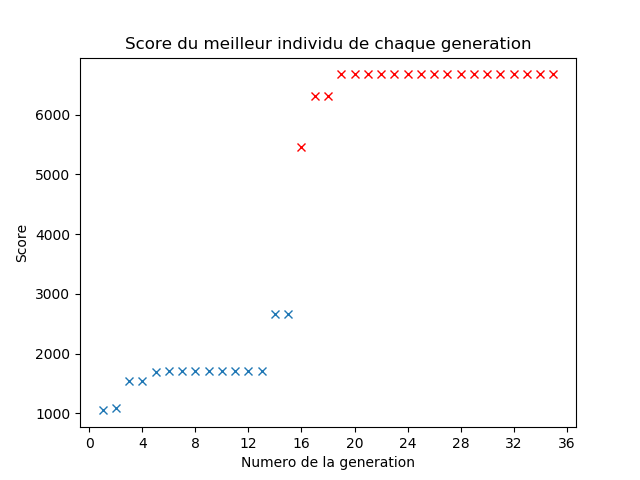 Score du meilleur individu de chaque generation
Score
6000
5000
4000
3000
2000
1000
0 4 8 12 16 20 24 28 32 36
Numero de la generation